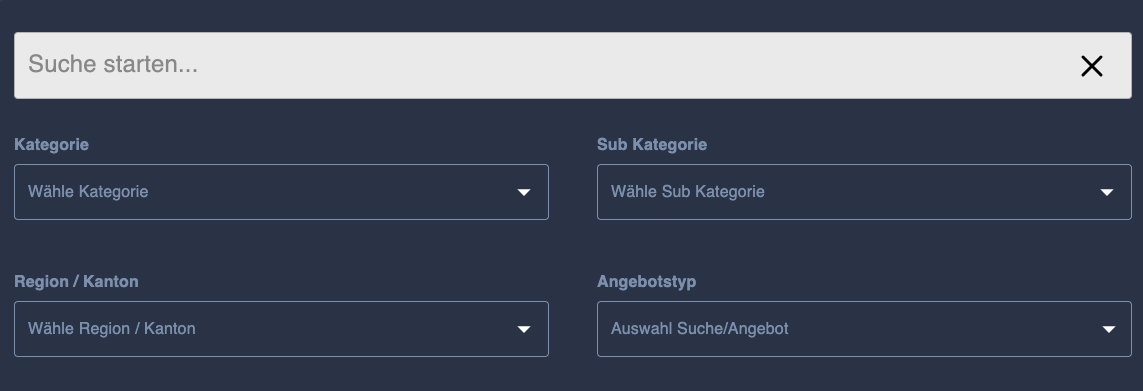 Suche starten...
Kategorie
Sub Kategorie
Wähle Kategorie
Wähle Sub Kategorie
Region / Kanton
Angebotstyp
Wähle Region / Kanton
Auswahl Suche/Angebot